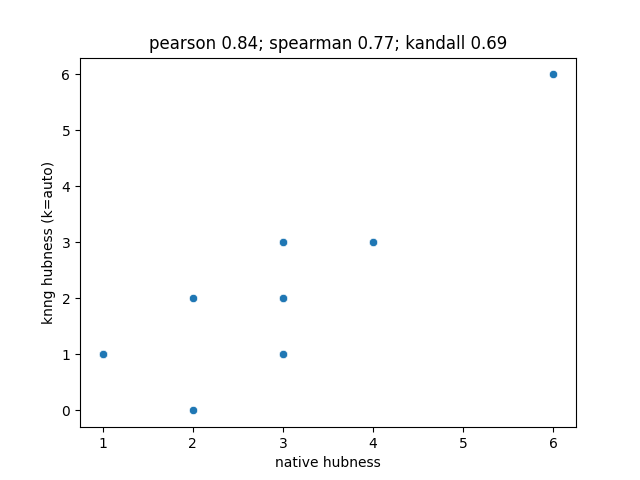 pearson 0.84; spearman 0.77; kandall 0.69
6
5
4
3
2
1
0
knng hubness (k=auto)
1 2 3 4 5 6
native hubness